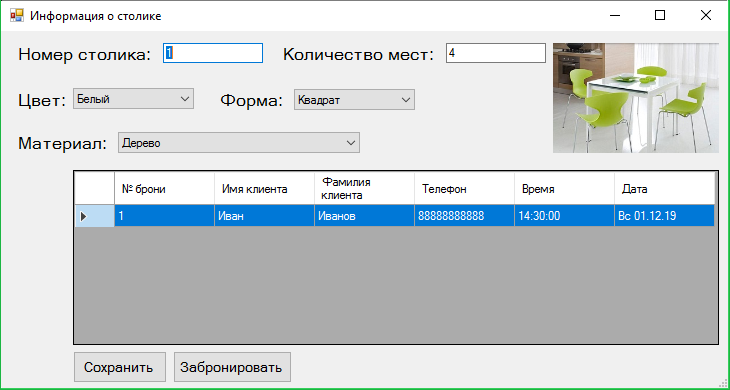 Информация о столике
Номер столика: 1 Количество мест: 4
Цвет: Белый Форма: Квадрат
Материал: Дерево
№ брони Имя клиента Фамилия клиента Телефон Время Дата
1 Иван Иванов 88888888888 14:30:00 Вс 01.12.19
Сохранить Забронировать